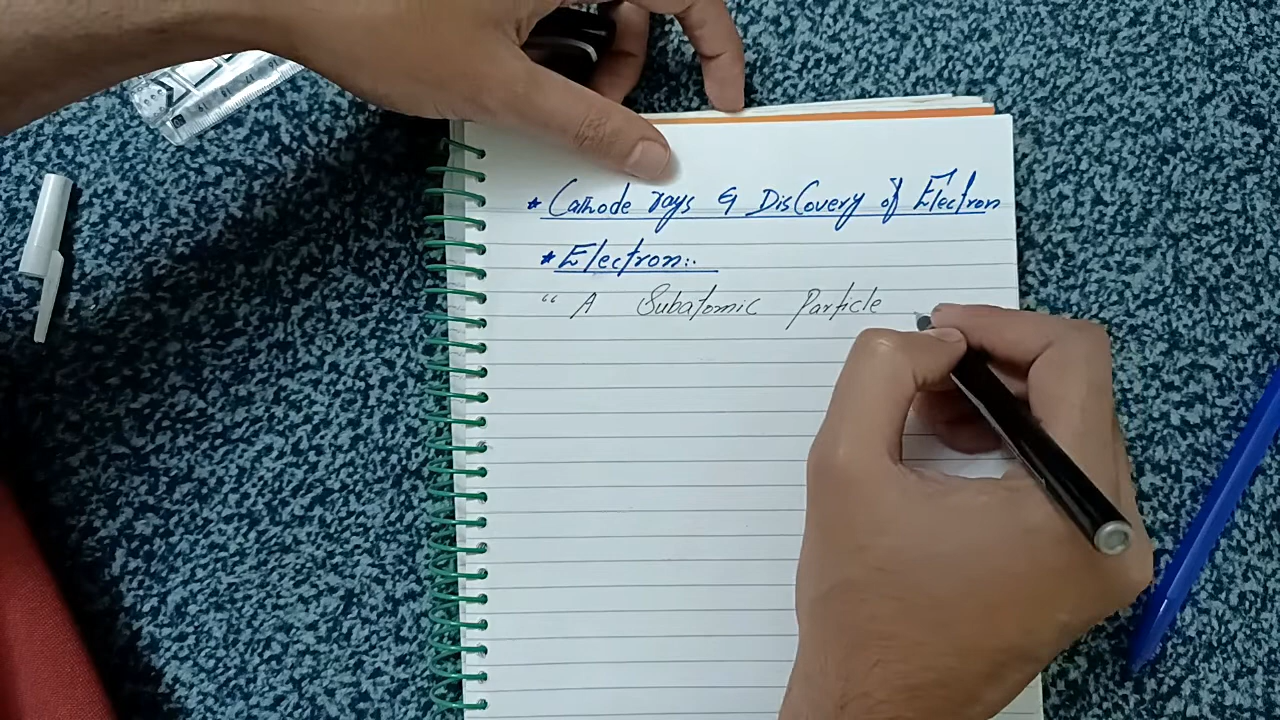 * Cathode rays & Discovery of Electron
* Electron:.
“ A Subatomic Particle